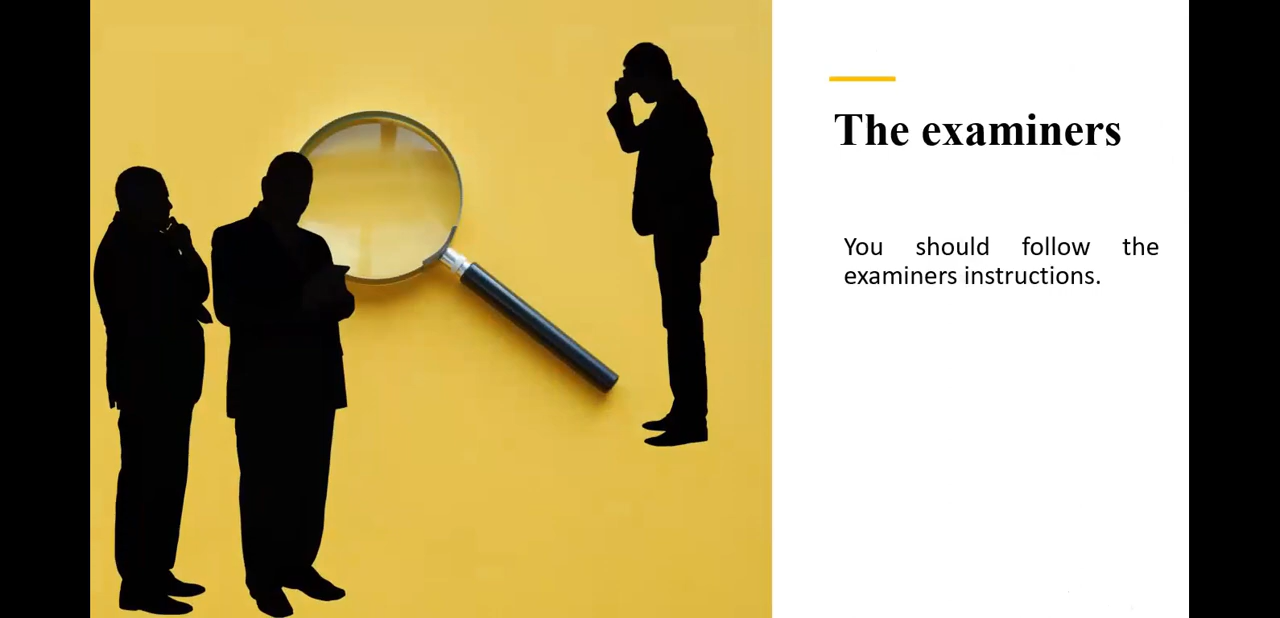 The examiners
You should follow the
examiners instructions.